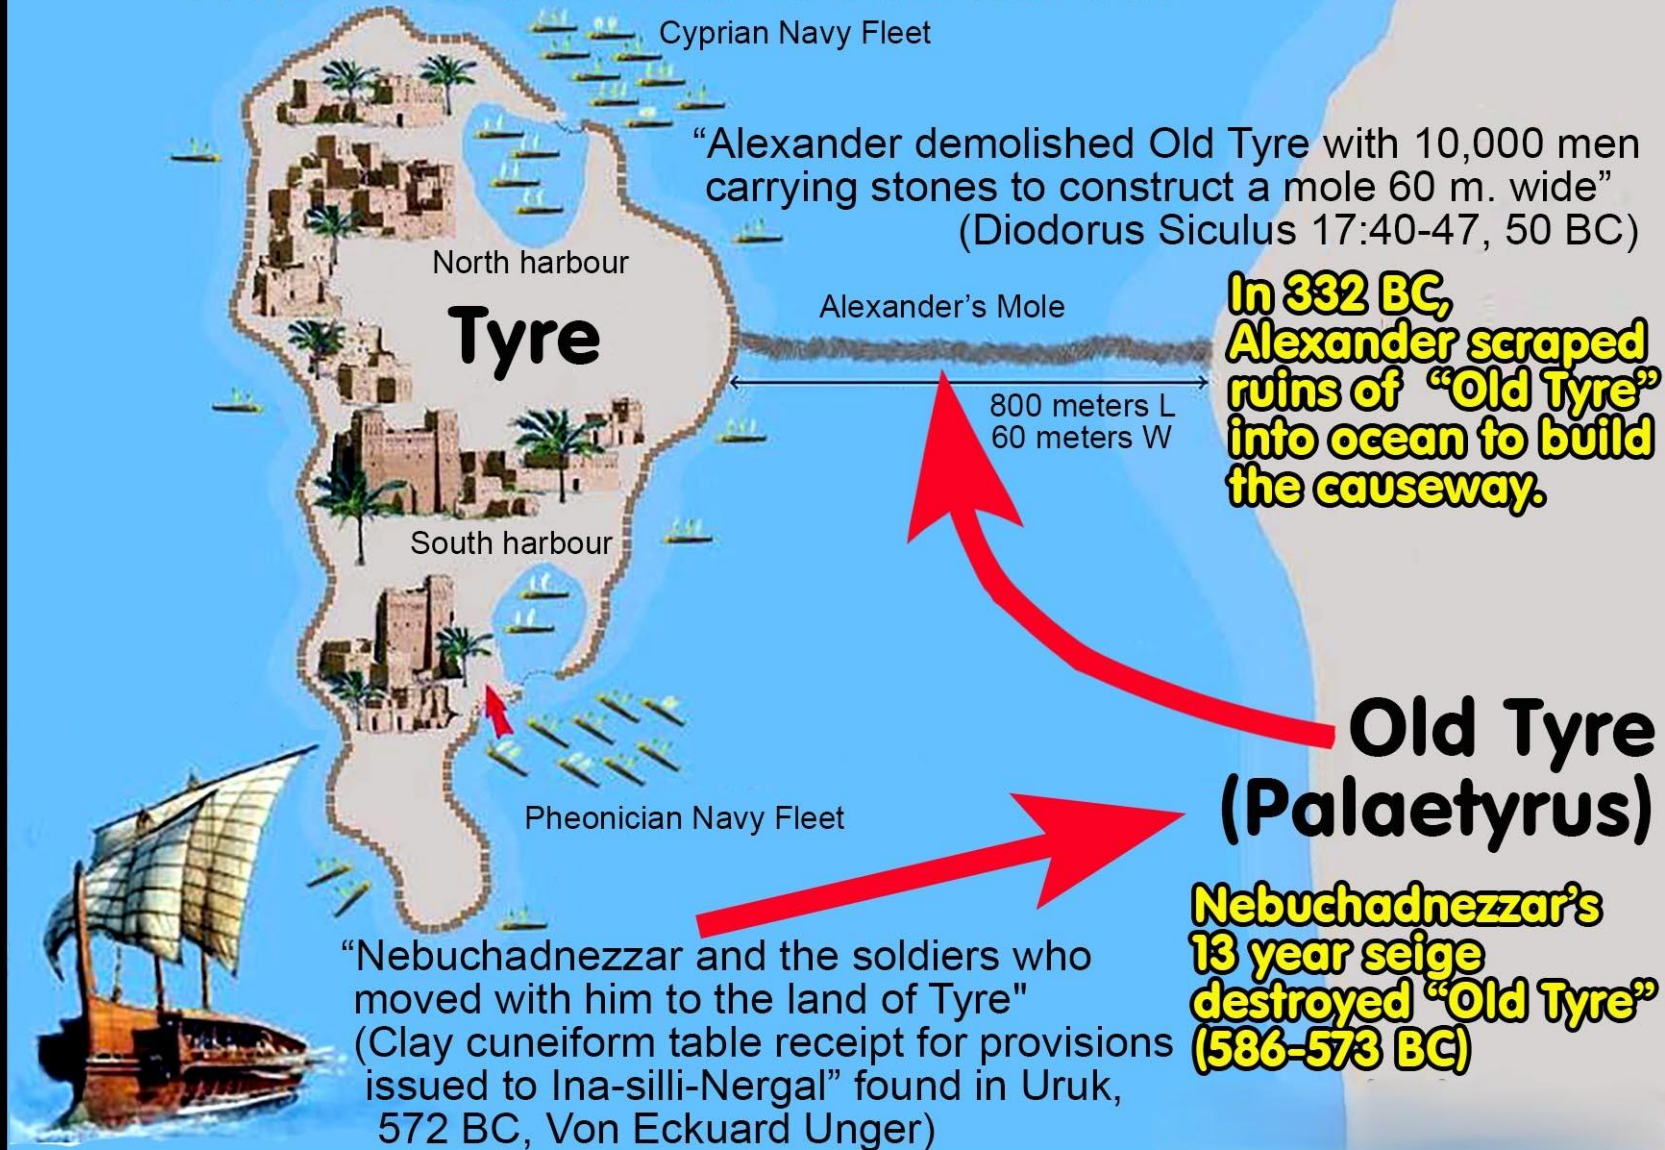 Cyprian Navy Fleet
“Alexander demolished Old Tyre with 10,000 men
carrying stones to construct a mole 60 m. wide”
(Diodorus Siculus 17:40-47, 50 BC)
North harbour
Tyre
Alexander’s Mole
800 meters L
60 meters W
In 332 BC,
Alexander scraped
ruins of “Old Tyre”
into ocean to build
the causeway.
South harbour
Old Tyre
(Palaetyrus)
Pheonician Navy Fleet
Nebuchadnezzar’s
13 year seige
destroyed “Old Tyre”
(586-573 BC)
“Nebuchadnezzar and the soldiers who
moved with him to the land of Tyre"
(Clay cuneiform table receipt for provisions
issued to Ina-silli-Nergal” found in Uruk,
572 BC, Von Eckuard Unger)